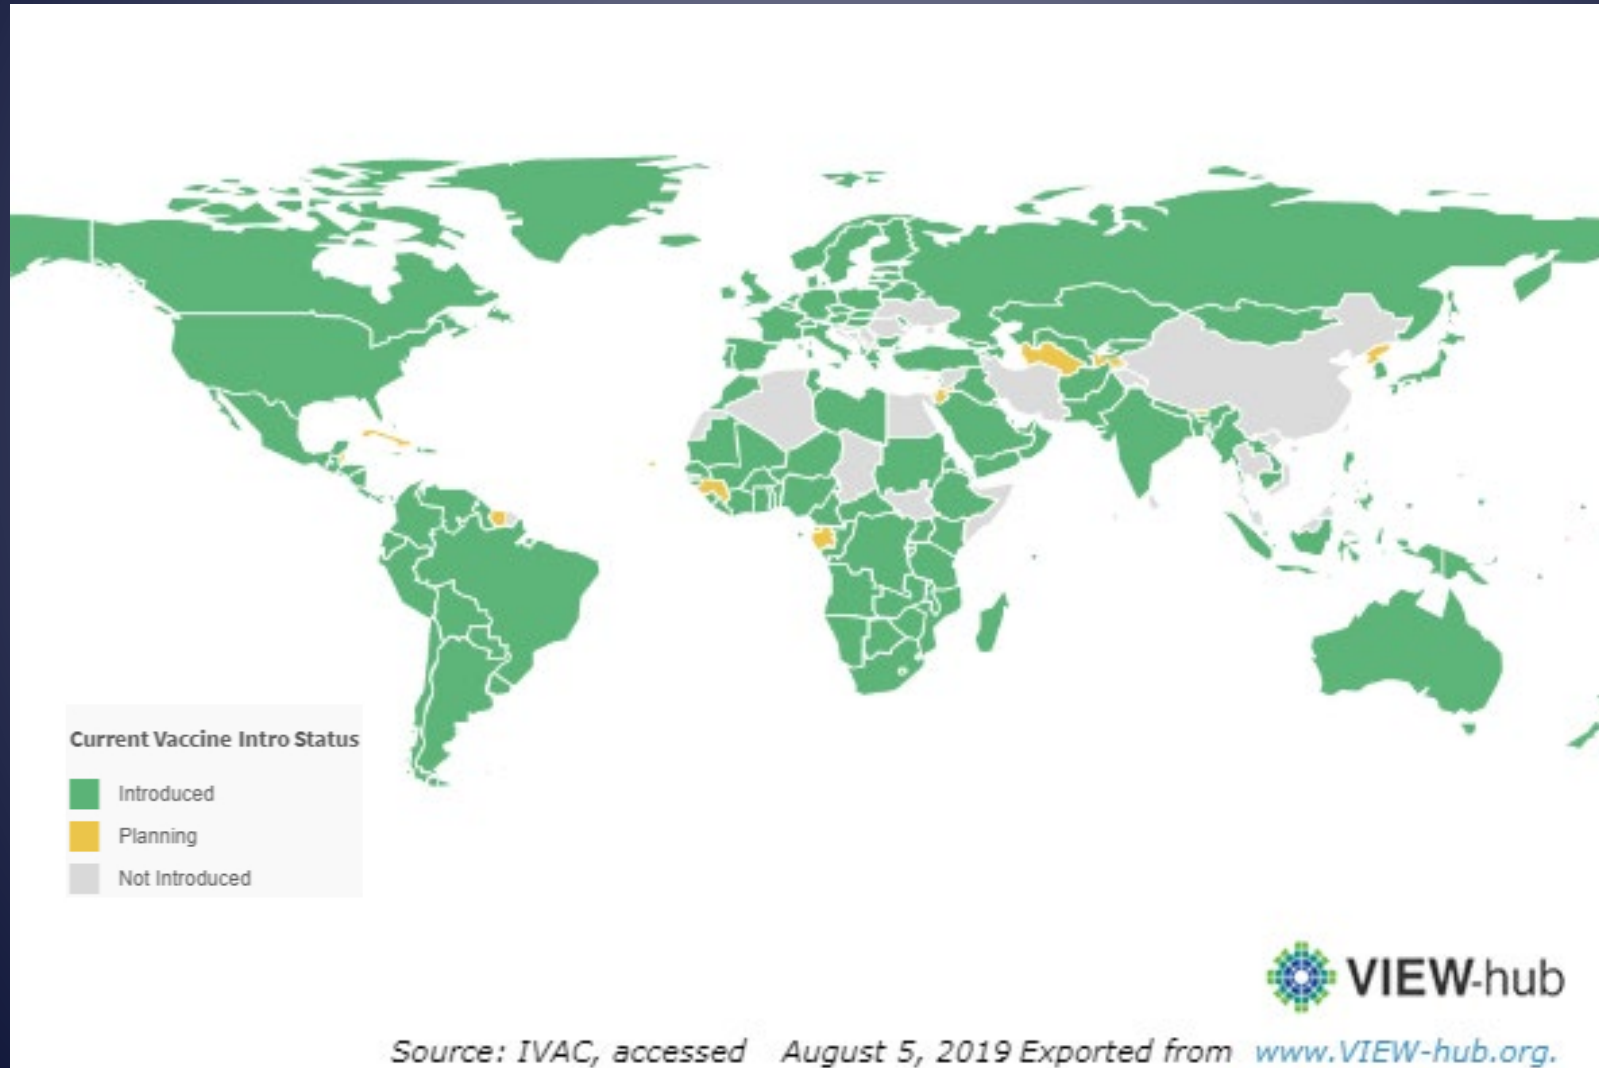 Current Vaccine Intro Status
Introduced
Planning
Not Introduced
VIEW-hub
Source: IVAC, accessed August 5, 2019 Exported from www.VIEW-hub.org.